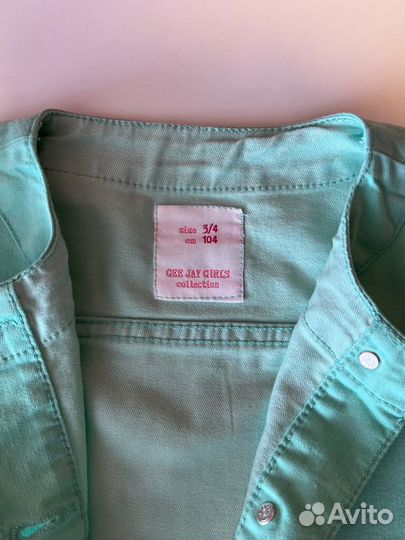 size 3/4
cm 104
GEE JAY GIRLS
collection
Avito